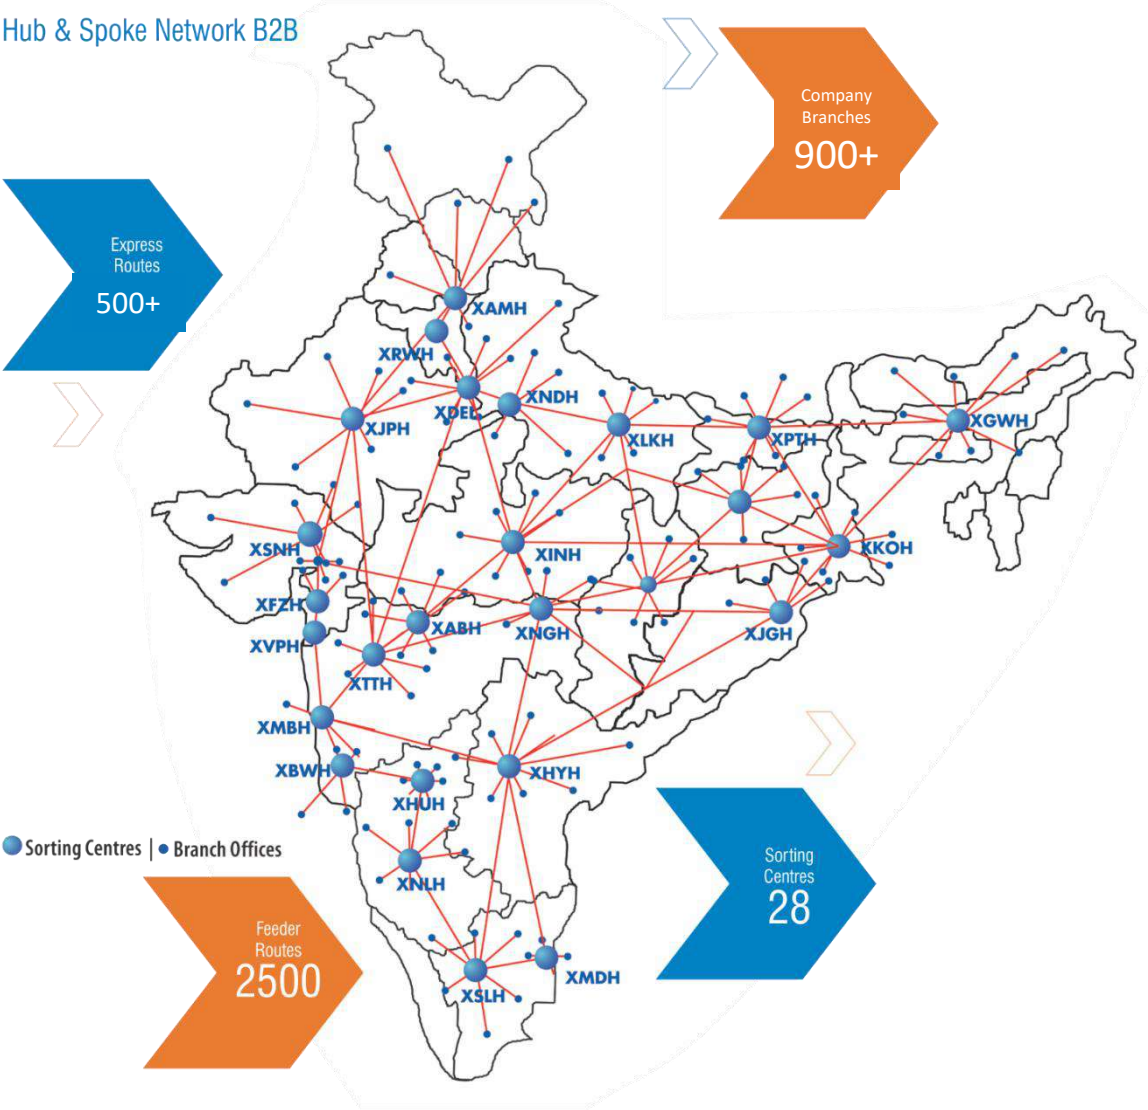 Hub & Spoke Network B2B
Company
Branches
900+
Express
Routes
500+
XAMH
XRWH
XDEL
XNDH
XJPH
XLKH
XPTH
XGWH
XSNH
XINH
XKOH
XFZH
XABH
XNGH
XJGH
XVPH
XTTH
XMBH
XBWH
XHYH
XHUH
Sorting Centres | • Branch Offices
XNLH
Sorting
Centres
28
Feeder
Routes
2500
XMDH
XSLH